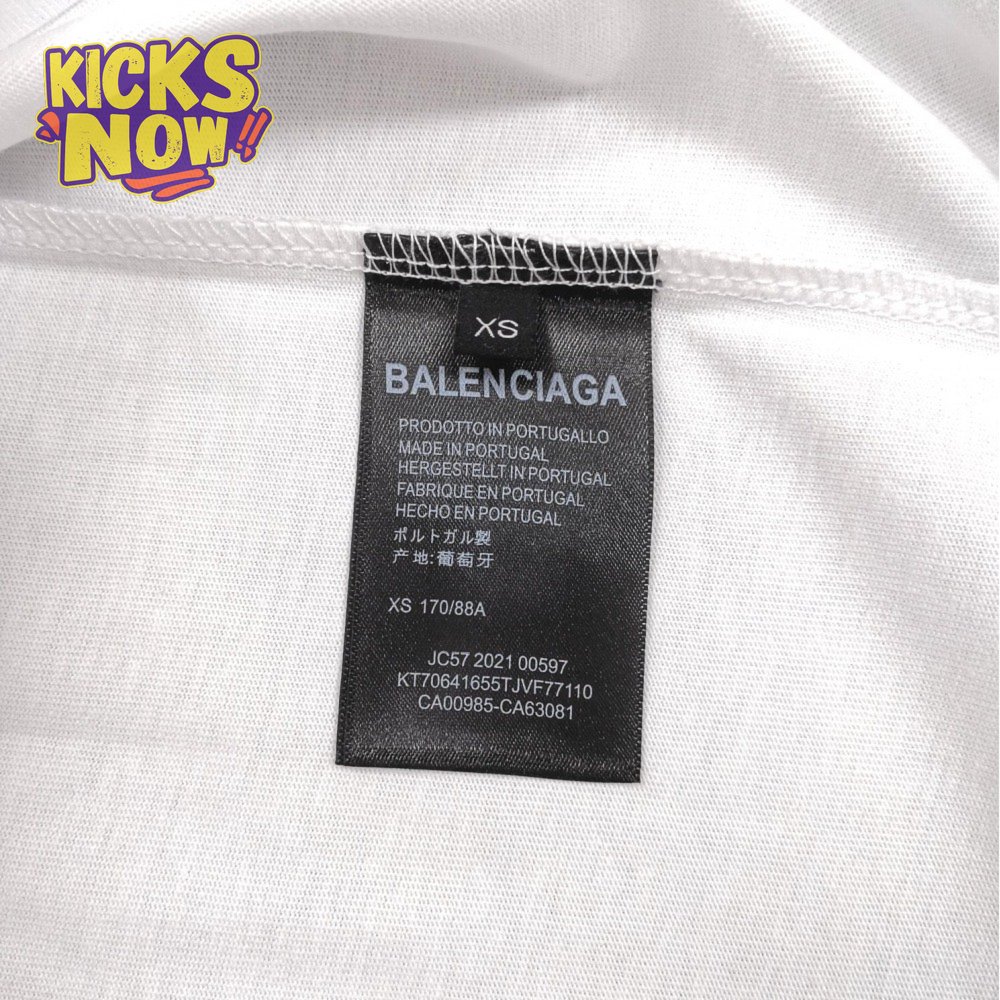 KICKS
NOW!!
XS
BALENCIAGA
PRODOTTO IN PORTUGALLO
MADE IN PORTUGAL
HERGESTELLT IN PORTUGAL
FABRIQUE EN PORTUGAL
HECHO EN PORTUGAL
ポルトガル製
产地:葡萄牙
XS 170/88A
JC57 2021 00597
KT70641655TJVF77110
CA00985-CA63081